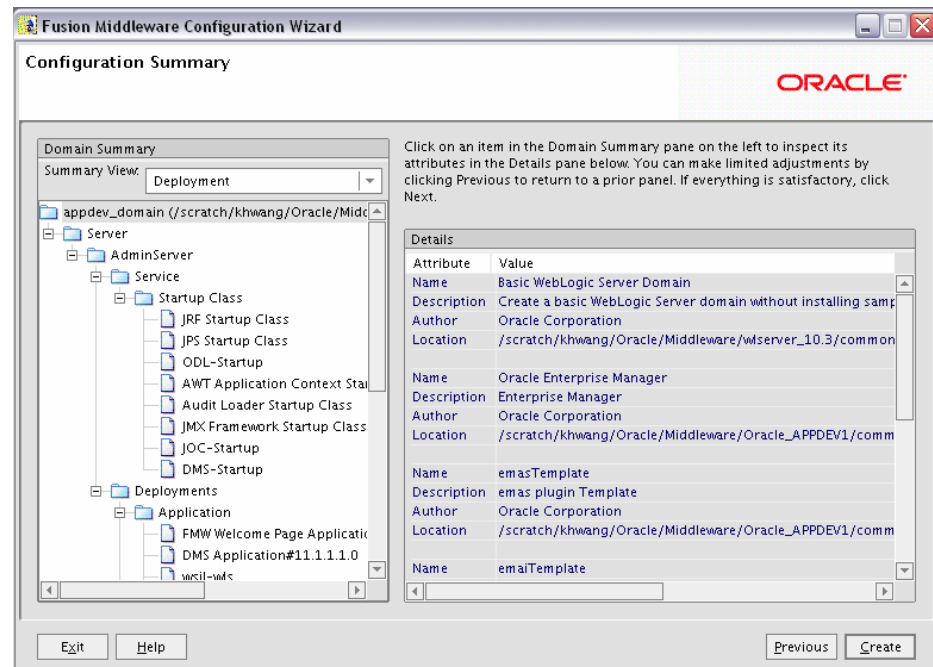 Fusion Middleware Configuration Wizard
Configuration Summary
ORACLE
Domain Summary
Summary View:
Deployment
appdev_domain (/scratch/khwang/Oracle/Midd
Server
AdminServer
Service
Startup Class
JRF Startup Class
JPS Startup Class
ODL-Startup
AWT Application Context Star
Audit Loader Startup Class
JMX Framework Startup Class
JOC-Startup
DMS-Startup
Deployments
Application
FMW Welcome Page Applicatio
DMS Application#11.1.1.1.0
wsil-wls
Click on an item in the Domain Summary pane on the left to inspect its
attributes in the Details pane below. You can make limited adjustments by
clicking Previous to return to a prior panel. If everything is satisfactory, click
Next.
Details
Attribute Value
Name Basic WebLogic Server Domain
Description Create a basic WebLogic Server domain without installing samp
Author Oracle Corporation
Location /scratch/khwang/Oracle/Middleware/wlserver_10.3/common
Name Oracle Enterprise Manager
Description Enterprise Manager
Author Oracle Corporation
Location /scratch/khwang/Oracle/Middleware/Oracle_APPDEV1/comm
Name emasTemplate
Description emas plugin Template
Author Oracle Corporation
Location /scratch/khwang/Oracle/Middleware/Oracle_APPDEV1/comm
Name emaiTemplate
Exit Help Previous Create